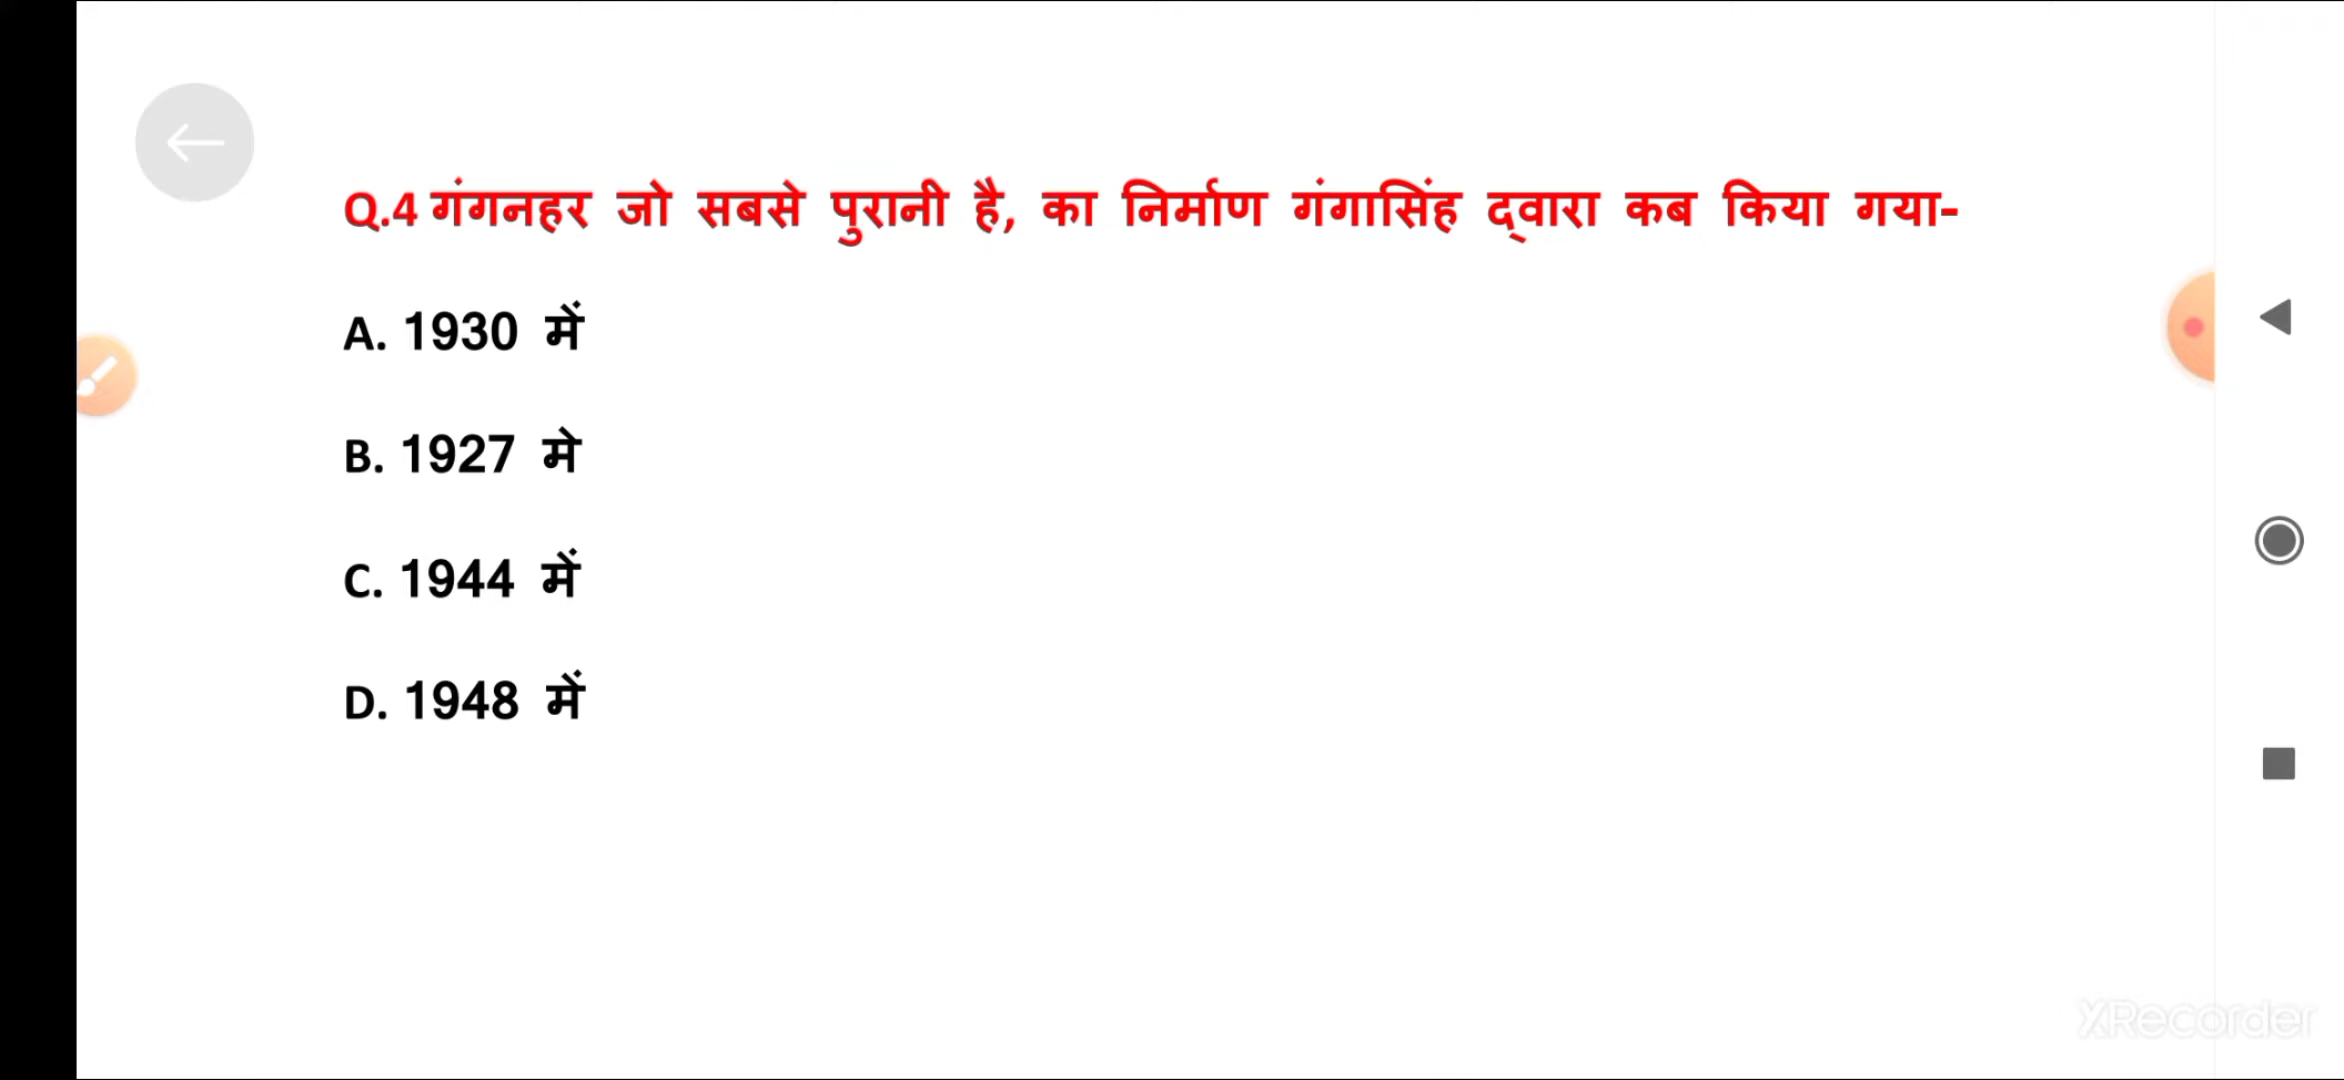 Q.4 गंगनहर जो सबसे पुरानी है, का निर्माण गंगासिंह द्वारा कब किया गया-
A. 1930 में
B. 1927 मे
C. 1944 में
D. 1948 में
XRecorder